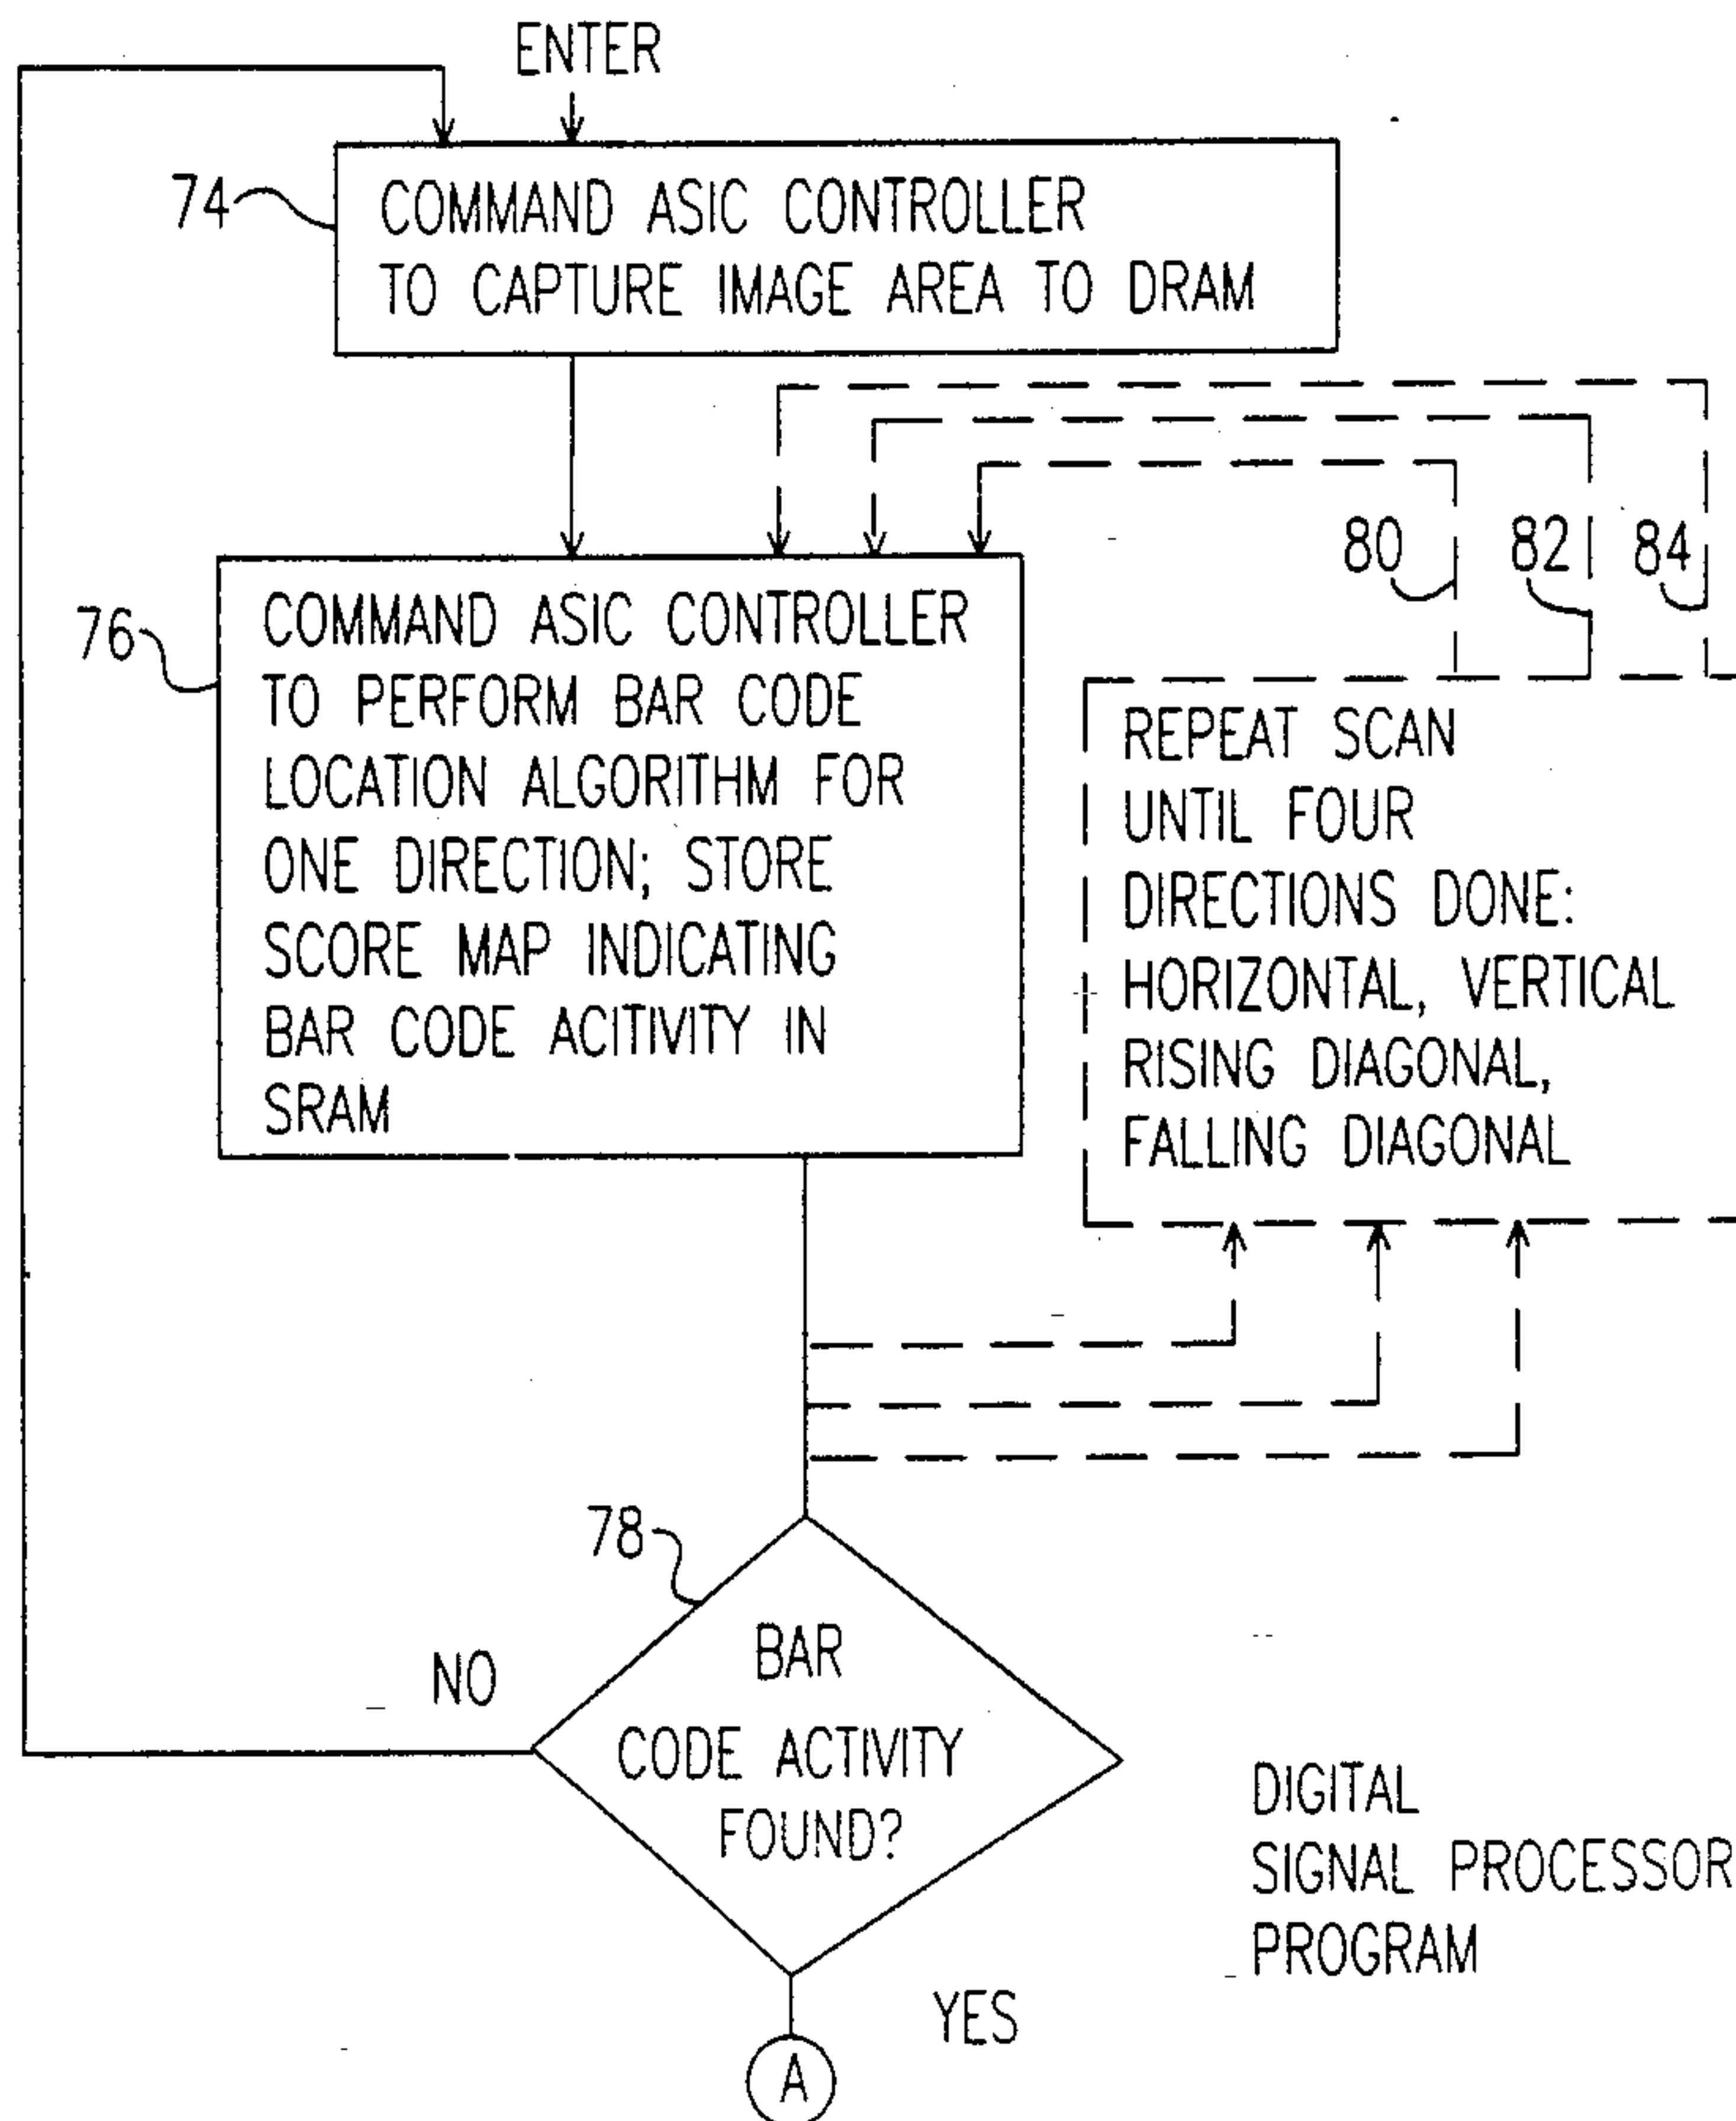 ENTER
74
COMMAND ASIC CONTROLLER
TO CAPTURE IMAGE AREA TO DRAM
80
82
84
76
COMMAND ASIC CONTROLLER
TO PERFORM BAR CODE
LOCATION ALGORITHM FOR
ONE DIRECTION; STORE
SCORE MAP INDICATING
BAR CODE ACITIVITY IN
SRAM
REPEAT SCAN
UNTIL FOUR
DIRECTIONS DONE:
HORIZONTAL, VERTICAL
RISING DIAGONAL,
FALLING DIAGONAL
78
BAR
CODE ACTIVITY
FOUND?
NO
YES
A
DIGITAL
SIGNAL PROCESSOR
PROGRAM